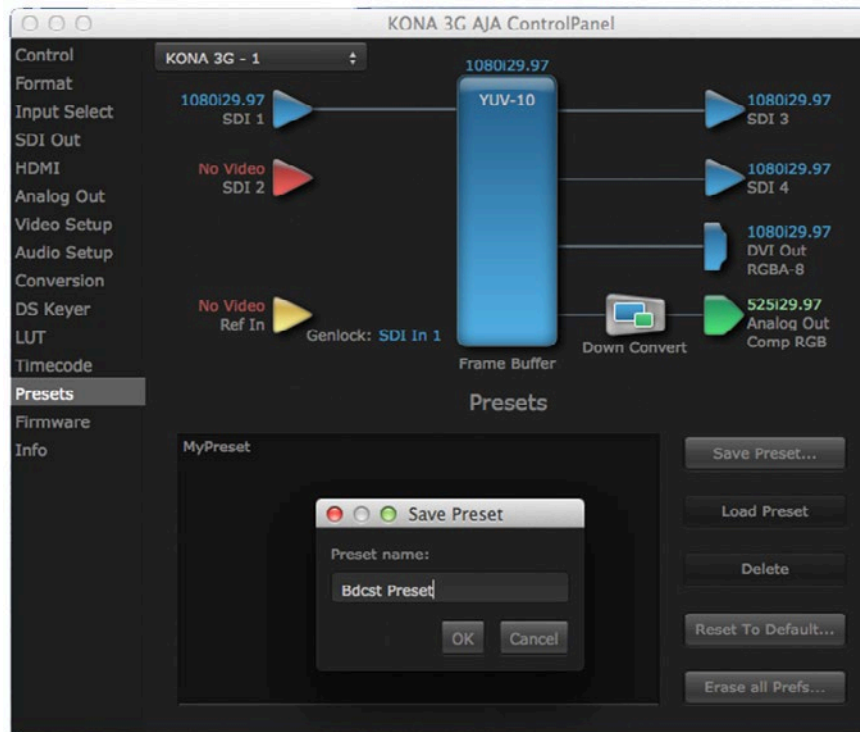 KONA 3G AJA ControlPanel
Control
Format
Input Select
SDI Out
HDMI
Analog Out
Video Setup
Audio Setup
Conversion
DS Keyer
LUT
Timecode
Presets
Firmware
Info
KONA 3G - 1
1080i29.97
SDI 1
No Video
SDI 2
No Video
Ref In
Genlock: SDI In 1
1080i29.97
YUV-10
Frame Buffer
Down Convert
1080i29.97
SDI 3
1080i29.97
SDI 4
1080i29.97
DVI Out
RGBA-8
525i29.97
Analog Out
Comp RGB
Presets
MyPreset
Save Preset
Preset name:
Bdcst Preset
OK
Cancel
Save Preset...
Load Preset
Delete
Reset To Default...
Erase all Prefs...